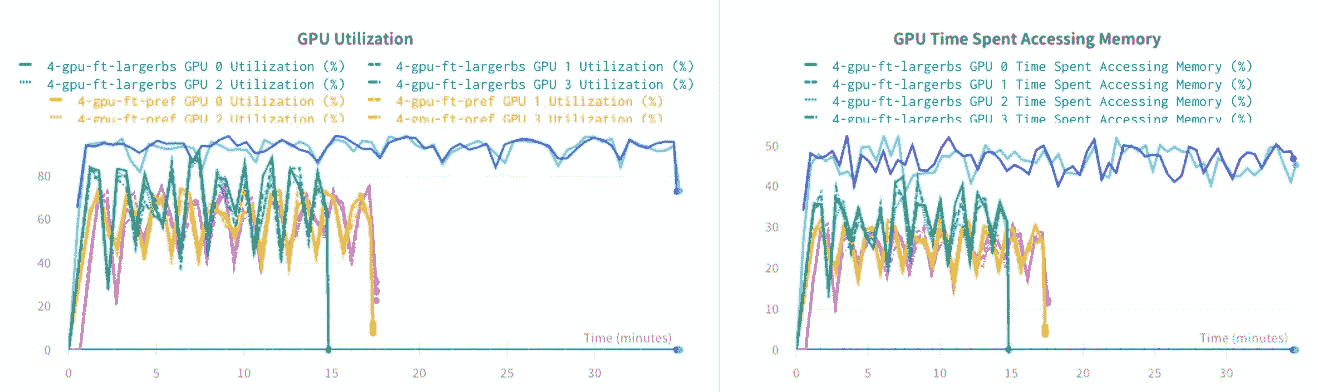 GPU Utilization
4-gpu-ft-largerbs GPU 0 Utilization (%) 4-gpu-ft-largerbs GPU 1 Utilization (%)
4-gpu-ft-largerbs GPU 2 Utilization (%) 4-gpu-ft-largerbs GPU 3 Utilization (%)
4-gpu-ft-pref GPU 0 Utilization (%) 4-gpu-ft-pref GPU 1 Utilization (%)
4-gpu-ft-pref GPU 2 Utilization (%) 4-gpu-ft-pref GPU 3 Utilization (%)
80
60
40
20
0
Time (minutes)
0 5 10 15 20 25 30
GPU Time Spent Accessing Memory
4-gpu-ft-largerbs GPU 0 Time Spent Accessing Memory (%)
4-gpu-ft-largerbs GPU 1 Time Spent Accessing Memory (%)
4-gpu-ft-largerbs GPU 2 Time Spent Accessing Memory (%)
4-gpu-ft-largerbs GPU 3 Time Spent Accessing Memory (%)
50
40
30
20
10
0
Time (minutes)
0 5 10 15 20 25 30